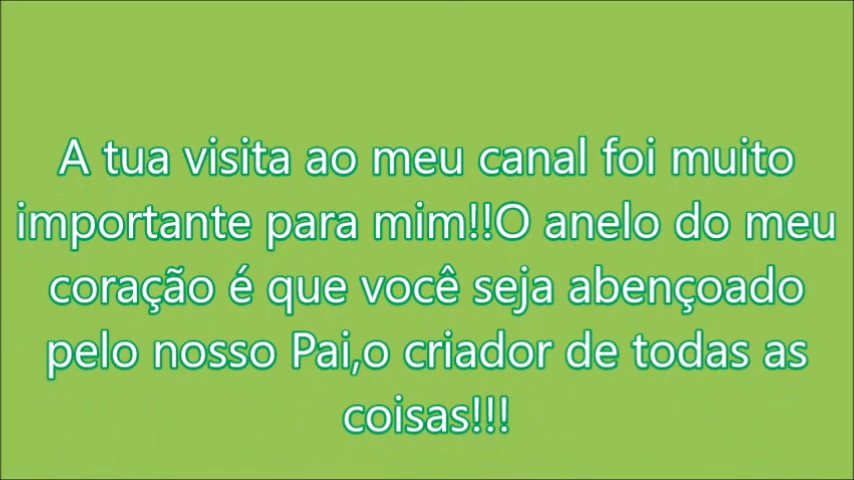 A tua visita ao meu canal foi muito
importante para mim!!O anelo do meu
coração é que você seja abençoado
pelo nosso Pai,o criador de todas as
coisas!!!